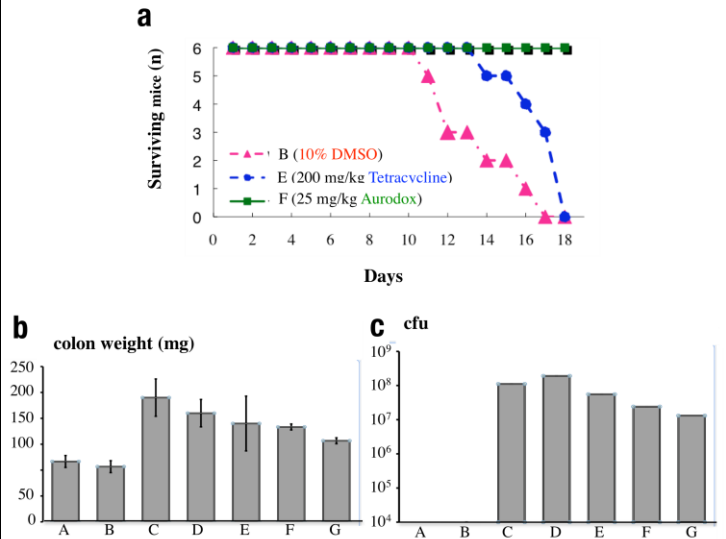 a
Surviving mice (n)
6
5
4
3
2
1
0
B (10% DMSO)
E (200 mg/kg Tetracycline)
F (25 mg/kg Aurodox)
0 2 4 6 8 10 12 14 16 18
Days
b
colon weight (mg)
250
200
150
100
50
0
A B C D E F G
c
cfu
10⁹
10⁸
10⁷
10⁶
10⁵
10⁴
A B C D E F G